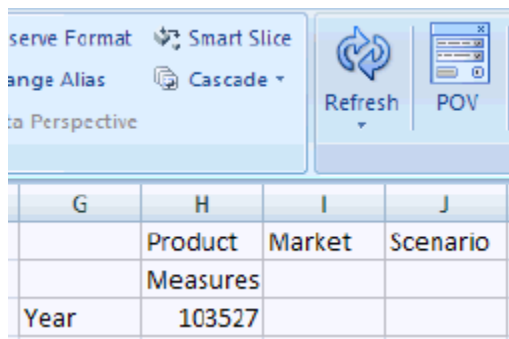 serve Format Smart Slice
ange Alias Cascade
ta Perspective
Refresh POV
G H I J
Product Market Scenario
Measures
Year 103527